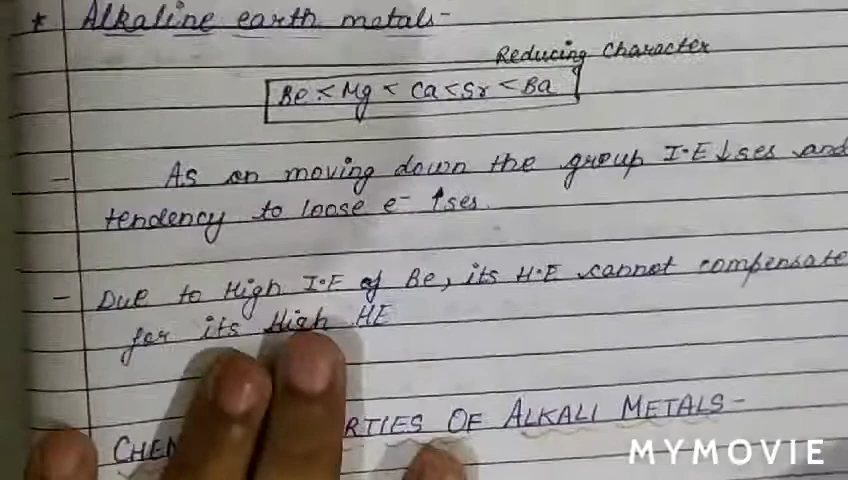 * Alkaline earth metals-
Reducing Character
Be < Mg < Ca < Sr < Ba
- As on moving down the group I.E ↓ses and
tendency to loose e⁻ ↑ses.
- Due to High I.E of Be, its H.E cannot compensate
for its High HE
RTIES OF ALKALI METALS-
MYMOVIE